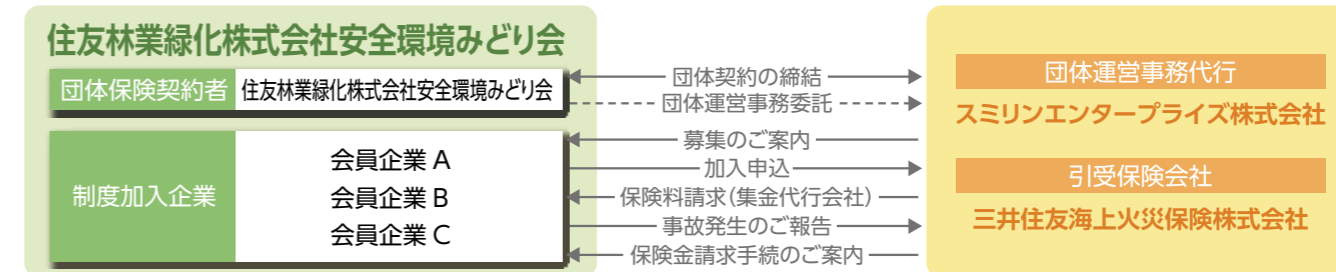 住友林業緑化株式会社安全環境みどり会
団体保険契約者
住友林業緑化株式会社安全環境みどり会
制度加入企業
会員企業 A
会員企業 B
会員企業 C
団体契約の締結
団体運営事務委託
募集のご案内
加入申込
保険料請求(集金代行会社)
事故発生のご報告
保険金請求手続のご案内
団体運営事務代行
スミリンエンタープライズ株式会社
引受保険会社
三井住友海上火災保険株式会社